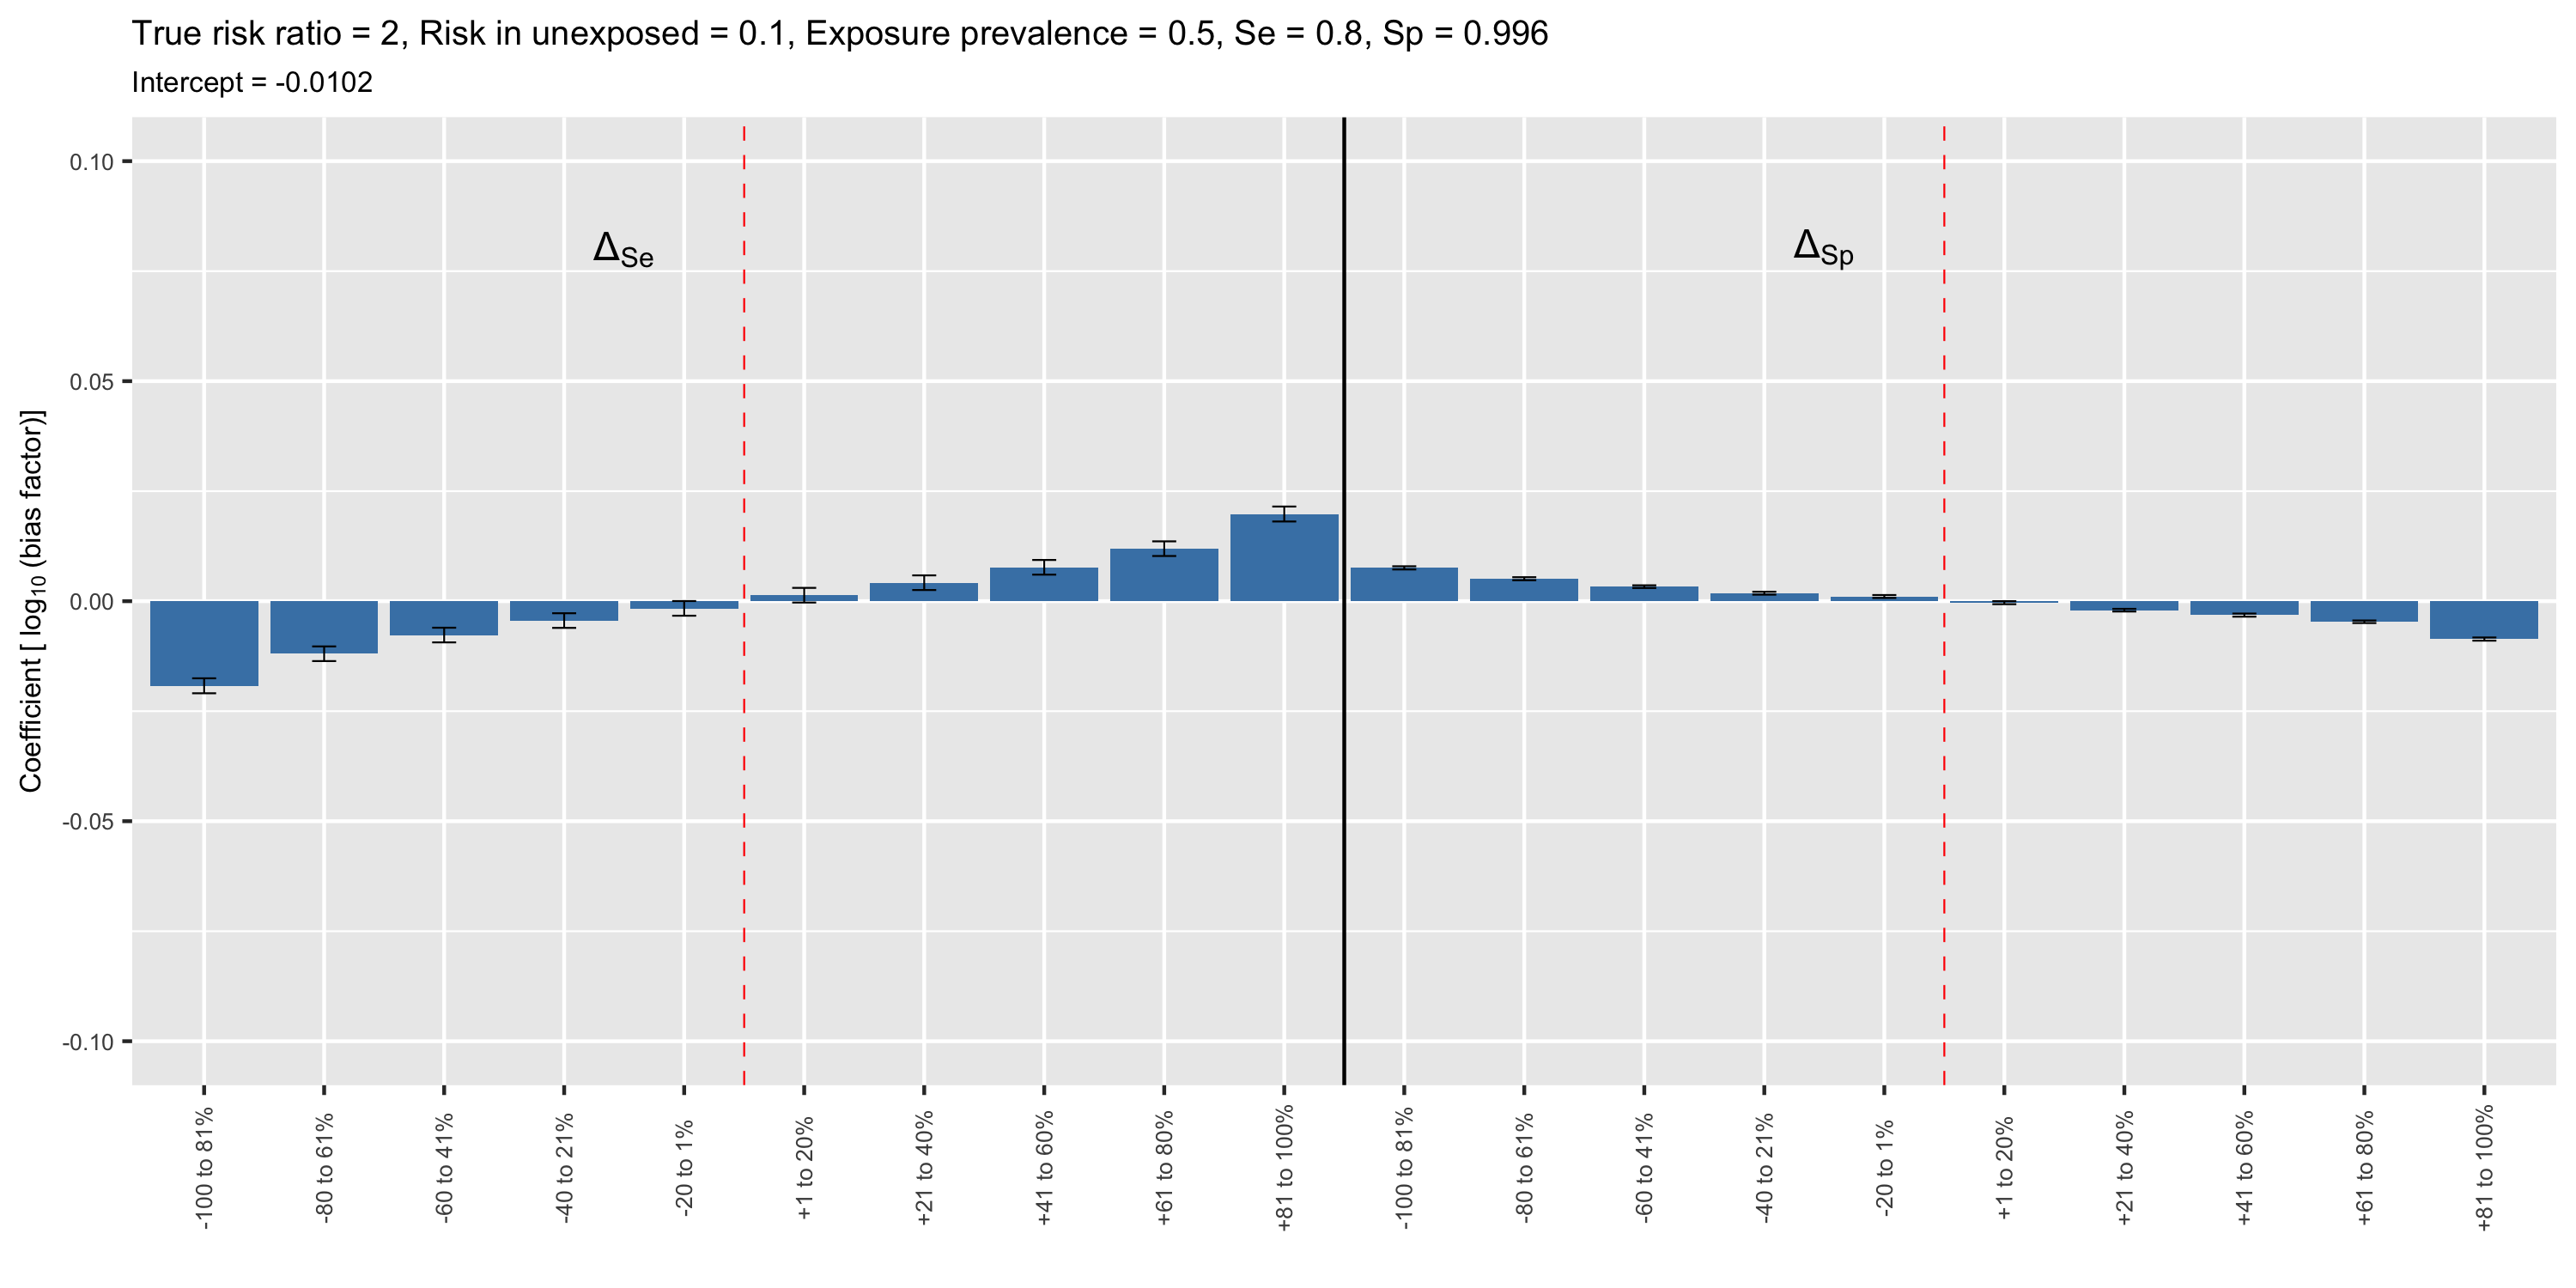 True risk ratio = 2, Risk in unexposed = 0.1, Exposure prevalence = 0.5, Se = 0.8, Sp = 0.996
Intercept = -0.0102
Coefficient [ log10 (bias factor)]
0.10
0.05
0.00
-0.05
-0.10
ΔSe
ΔSp
-100 to 81%
-80 to 61%
-60 to 41%
-40 to 21%
-20 to 1%
+1 to 20%
+21 to 40%
+41 to 60%
+61 to 80%
+81 to 100%
-100 to 81%
-80 to 61%
-60 to 41%
-40 to 21%
-20 to 1%
+1 to 20%
+21 to 40%
+41 to 60%
+61 to 80%
+81 to 100%